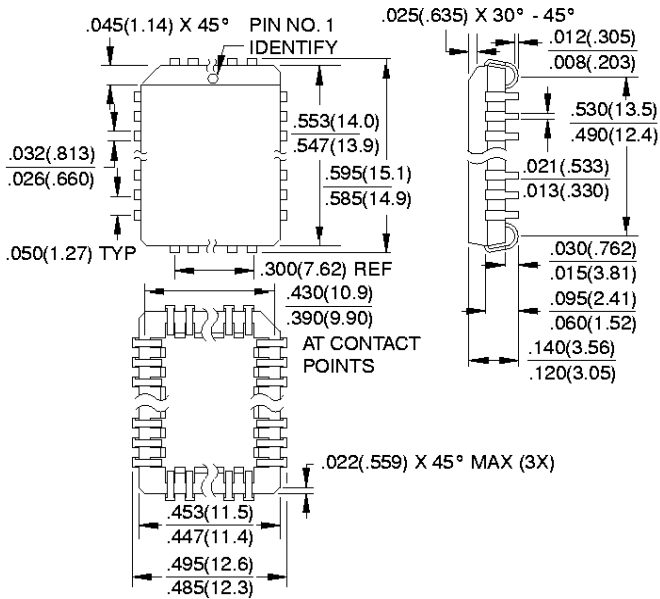 .045(1.14) X 45°
PIN NO. 1
IDENTIFY
.025(.635) X 30° - 45°
.012(.305)
.008(.203)
.553(14.0)
.547(13.9)
.530(13.5)
.490(12.4)
.032(.813)
.026(.660)
.595(15.1)
.585(14.9)
.021(.533)
.013(.330)
.050(1.27) TYP
.300(7.62) REF
.030(.762)
.015(3.81)
.430(10.9)
.390(9.90)
AT CONTACT
POINTS
.095(2.41)
.060(1.52)
.140(3.56)
.120(3.05)
.022(.559) X 45° MAX (3X)
.453(11.5)
.447(11.4)
.495(12.6)
.485(12.3)